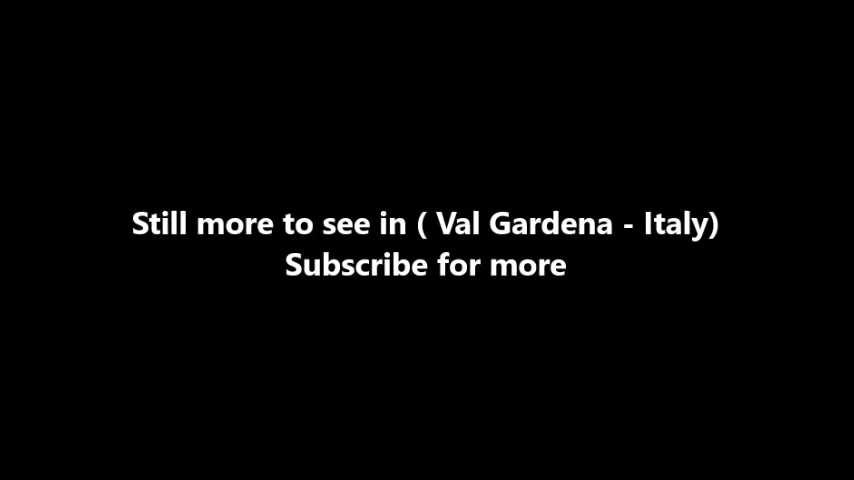 Still more to see in ( Val Gardena - Italy)
Subscribe for more